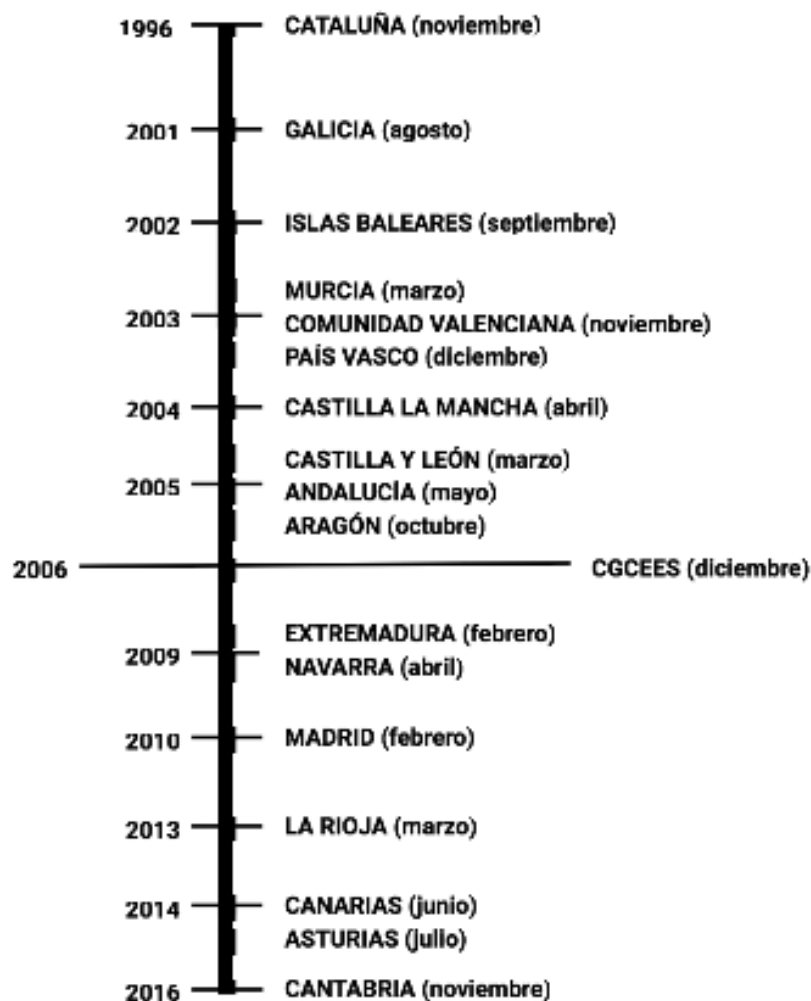 1996 CATALUÑA (noviembre)
2001 GALICIA (agosto)
2002 ISLAS BALEARES (septiembre)
MURCIA (marzo)
2003 COMUNIDAD VALENCIANA (noviembre)
PAÍS VASCO (diciembre)
2004 CASTILLA LA MANCHA (abril)
CASTILLA Y LEÓN (marzo)
2005 ANDALUCÍA (mayo)
ARAGÓN (octubre)
2006 CGCEES (diciembre)
EXTREMADURA (febrero)
2009 NAVARRA (abril)
2010 MADRID (febrero)
2013 LA RIOJA (marzo)
2014 CANARIAS (junio)
ASTURIAS (julio)
2016 CANTABRIA (noviembre)